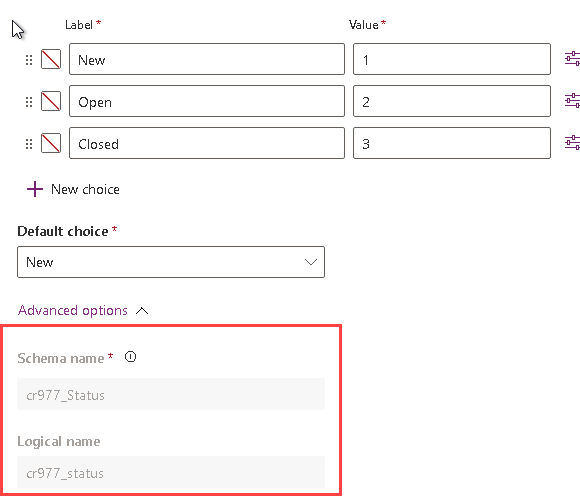 Label * Value *
New 1
Open 2
Closed 3
New choice
Default choice *
New
Advanced options
Schema name *
cr977_Status
Logical name
cr977_status